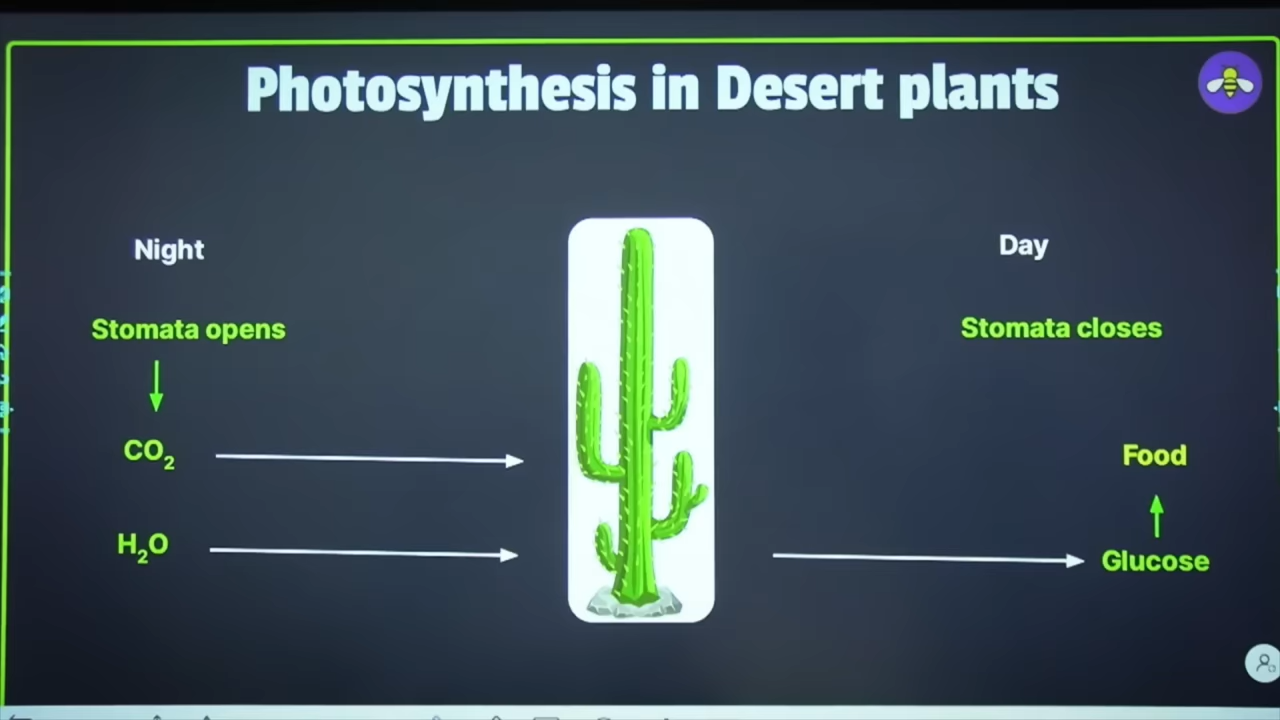 Photosynthesis in Desert plants
Night
Day
Stomata opens
Stomata closes
CO₂
Food
H₂O
Glucose